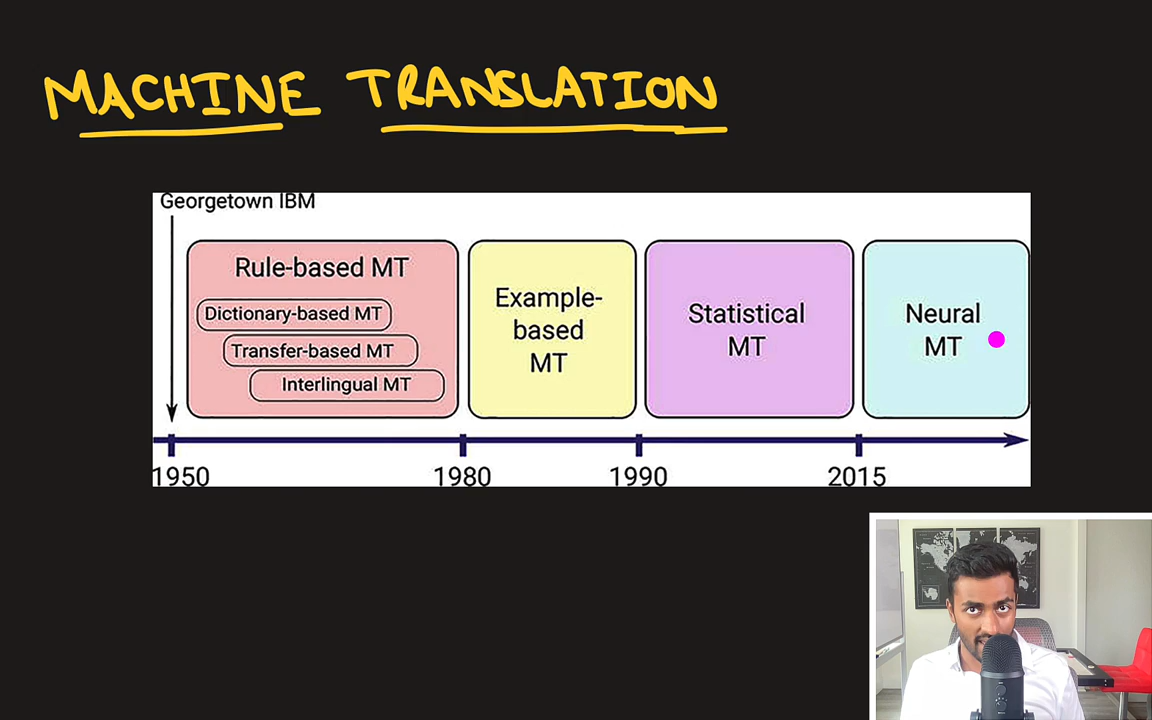 MACHINE TRANSLATION
Georgetown IBM
Rule-based MT
Dictionary-based MT
Transfer-based MT
Interlingual MT
Example-
based
MT
Statistical
MT
Neural
MT
1950
1980
1990
2015